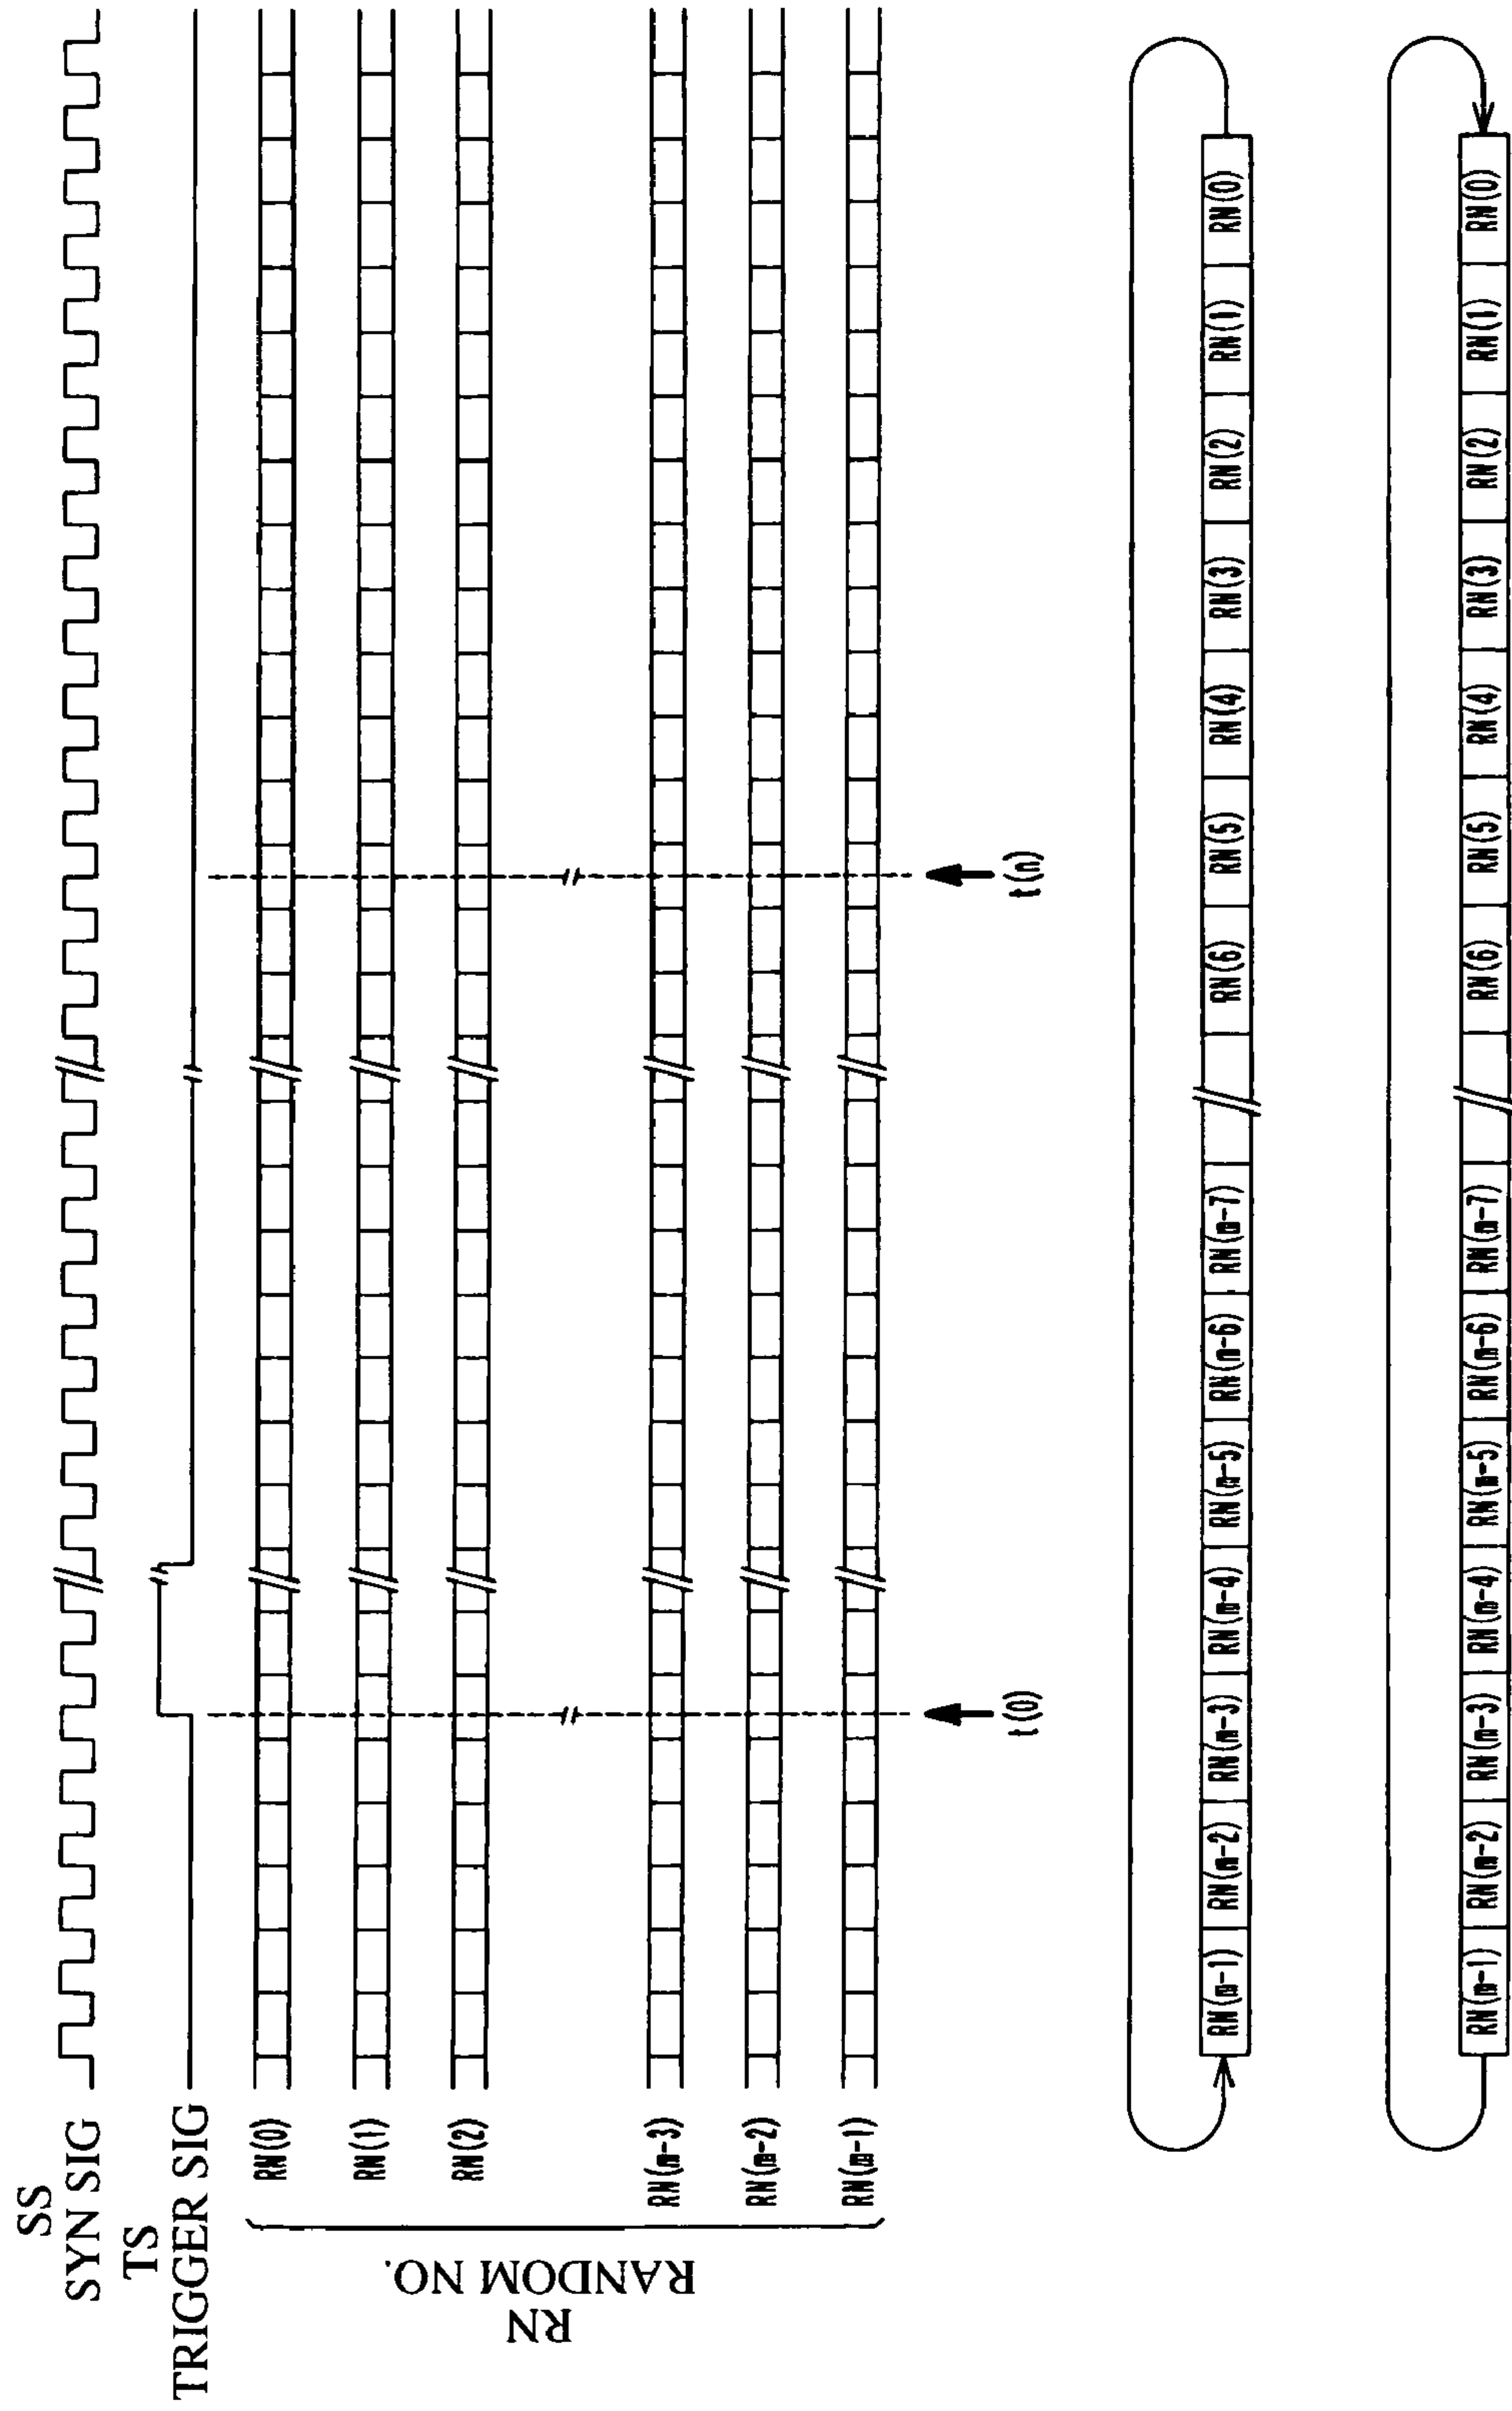 SS
SYN SIG
TS
TRIGGER SIG
RN
RANDOM NO.
RN(0)
RN(1)
RN(2)
RN(m-3)
RN(m-2)
RN(m-1)
t(0)
t(n)
RN(m-1) RN(m-2) RN(m-3) RN(m-4) RN(m-5) RN(m-6) RN(m-7) RN(6) RN(5) RN(4) RN(3) RN(2) RN(1) RN(0)
RN(m-1) RN(m-2) RN(m-3) RN(m-4) RN(m-5) RN(m-6) RN(m-7) RN(6) RN(5) RN(4) RN(3) RN(2) RN(1) RN(0)